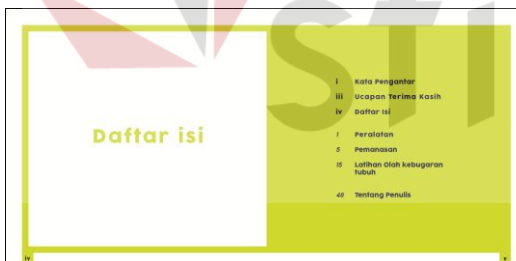 STI
Daftar isi
i Kata Pengantar
iii Ucapan Terima Kasih
iv Daftar Isi
1 Peralatan
5 Pemanasan
15 Latihan Olah kebugaran
tubuh
40 Tentang Penulis
iv
v